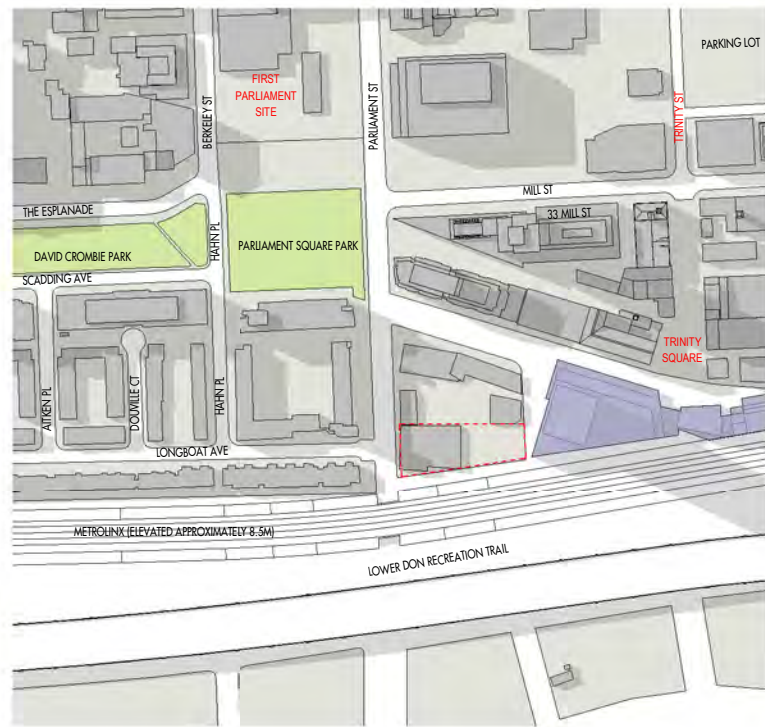 PARKING LOT
FIRST
PARLIAMENT
SITE
BERKELEY ST
PARLIAMENT ST
TRINITY ST
MILL ST
THE ESPLANADE
33 MILL ST
HAHN PL
PARLIAMENT SQUARE PARK
DAVID CROMBIE PARK
SCADDING AVE
TRINITY
SQUARE
AITKEN PL
DOUVILLE CT
HAHN PL
LONGBOAT AVE
METROLINX (ELEVATED APPROXIMATELY 8.5M)
LOWER DON RECREATION TRAIL